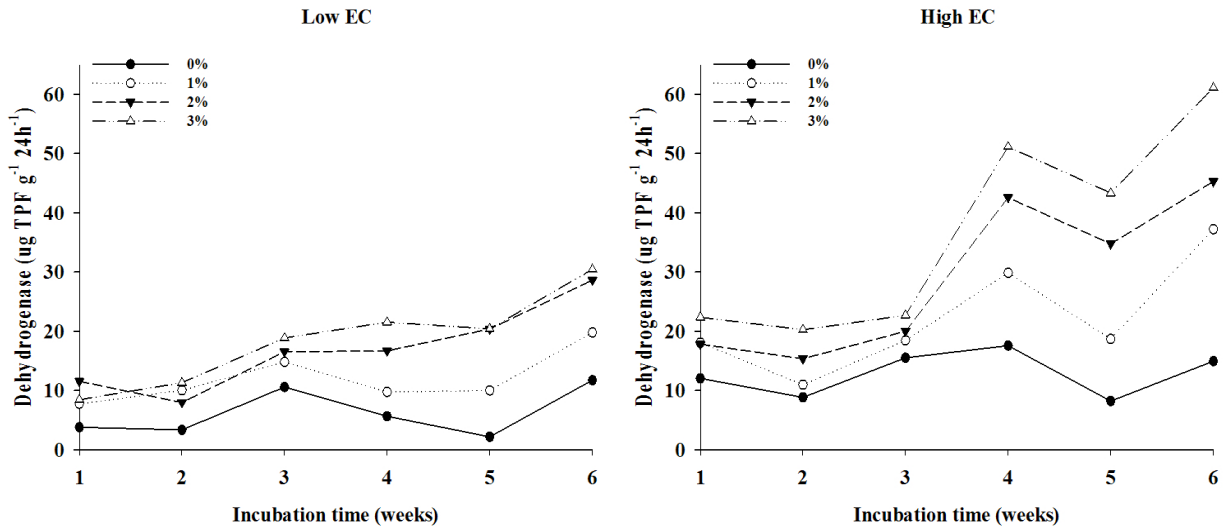 Low EC
0%
1%
2%
3%
Dehydrogenase (ug TPF g⁻¹ 24h⁻¹)
60
50
40
30
20
10
0
1 2 3 4 5 6
Incubation time (weeks)
High EC
0%
1%
2%
3%
Dehydrogenase (ug TPF g⁻¹ 24h⁻¹)
60
50
40
30
20
10
0
1 2 3 4 5 6
Incubation time (weeks)